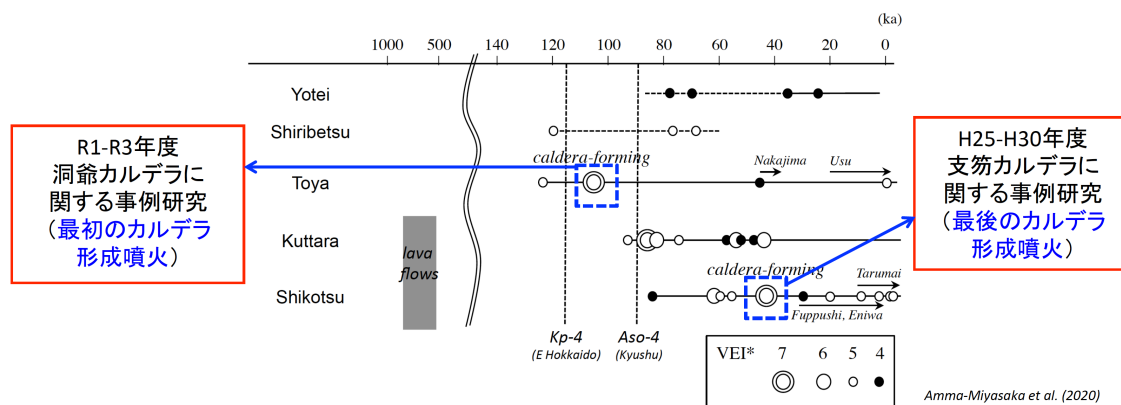 (ka)
1000 500 140 120 100 80 60 40 20 0
Yotei
Shiribetsu
caldera-forming
Nakajima
Usu
Toya
Kuttara
lava
flows
caldera-forming
Tarumai
Shikotsu
Fuppushi, Eniwa
Kp-4
(E Hokkaido)
Aso-4
(Kyushu)
VEI* 7 6 5 4
Amma-Miyasaka et al. (2020)
R1-R3年度
洞爺カルデラに
関する事例研究
(最初のカルデラ
形成噴火)
H25-H30年度
支笏カルデラに
関する事例研究
(最後のカルデラ
形成噴火)